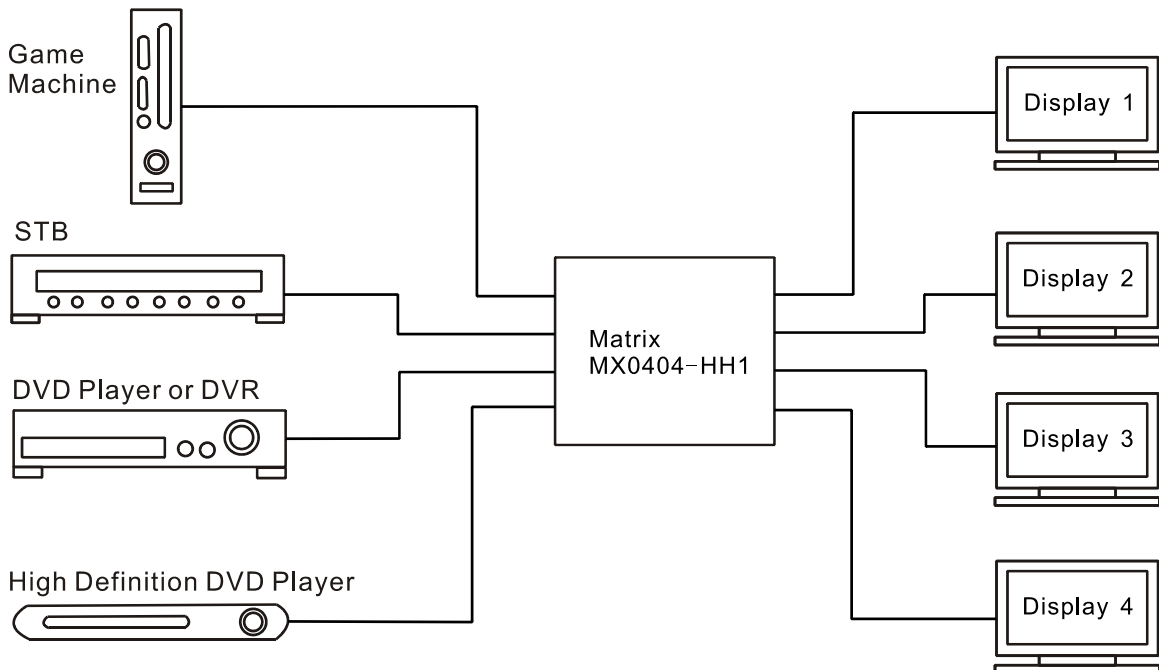 Game
Machine
STB
DVD Player or DVR
High Definition DVD Player
Matrix
MX0404-HH1
Display 1
Display 2
Display 3
Display 4